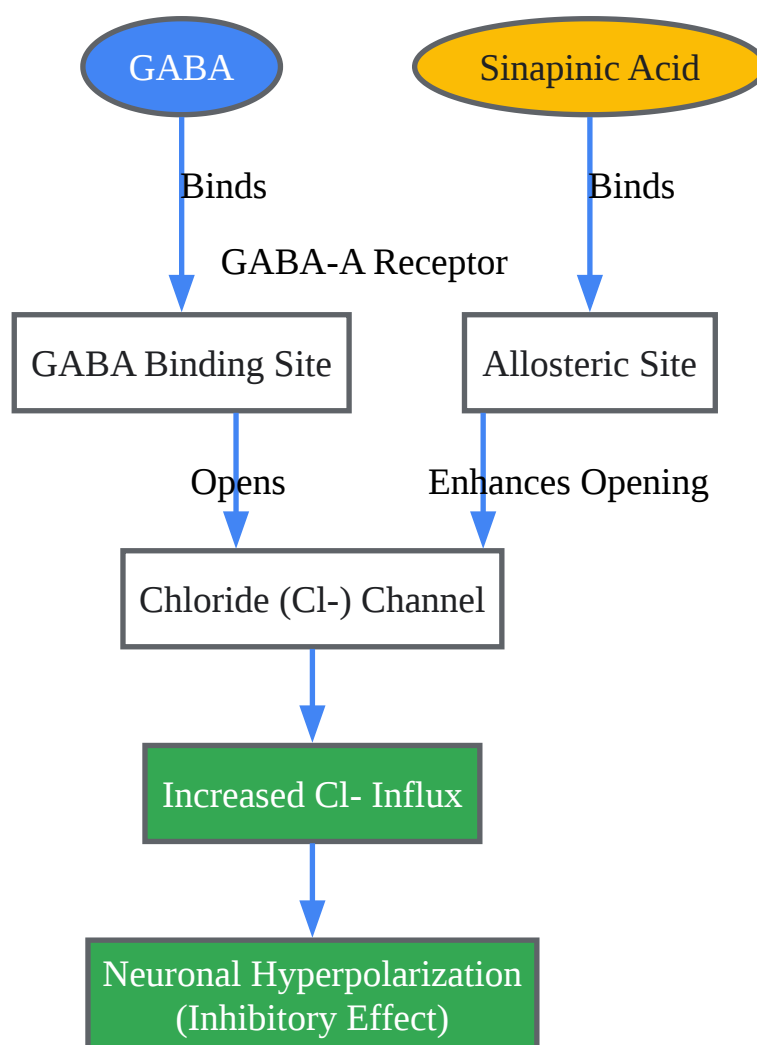 GABA
Sinapinic Acid
Binds
Binds
GABA-A Receptor
GABA Binding Site
Allosteric Site
Opens
Enhances Opening
Chloride (Cl-) Channel
Increased Cl- Influx
Neuronal Hyperpolarization
(Inhibitory Effect)